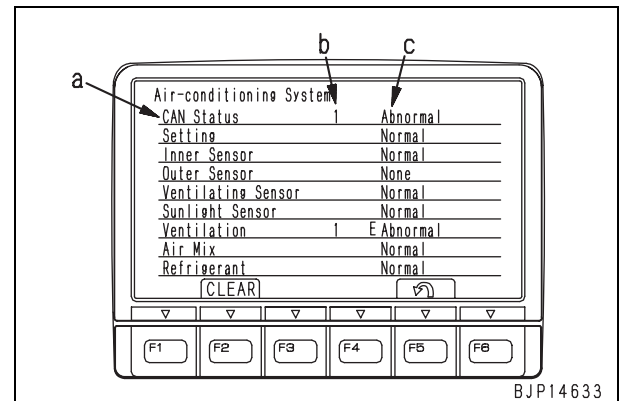 b c
a
Air-conditioning System
CAN Status 1 Abnormal
Setting Normal
Inner Sensor Normal
Outer Sensor None
Ventilating Sensor Normal
Sunlight Sensor Normal
Ventilation 1 E Abnormal
Air Mix Normal
Refrigerant Normal
CLEAR
F1 F2 F3 F4 F5 F6
BJP14633